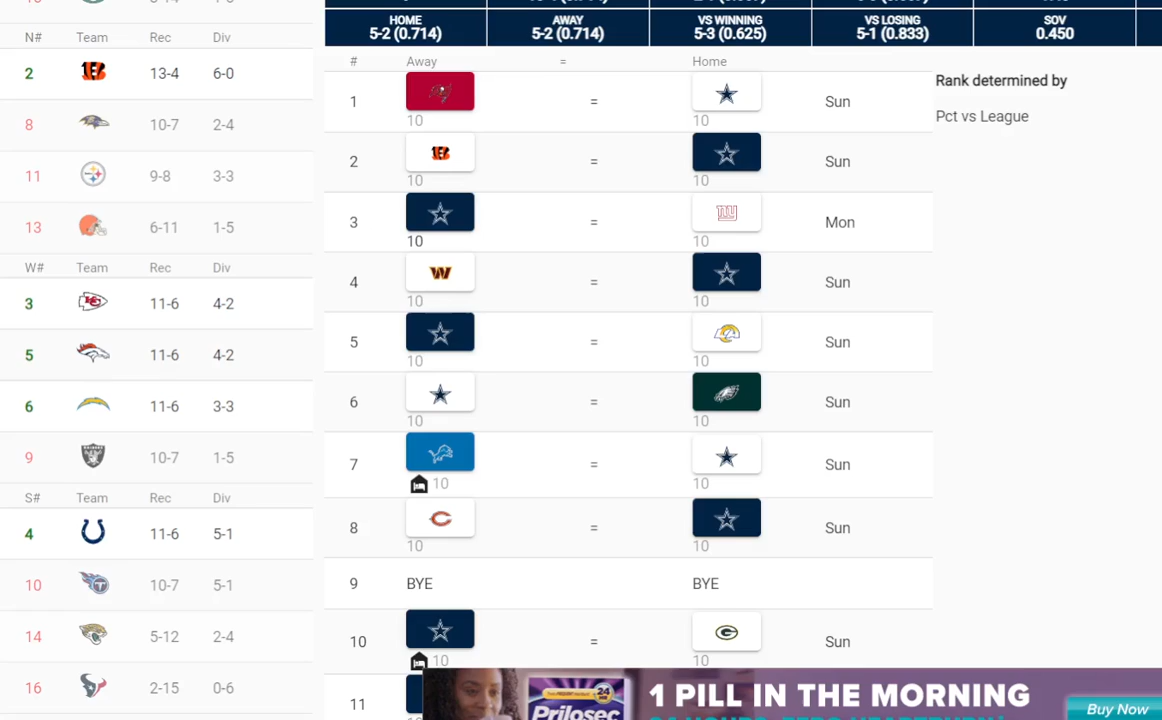 N# Team Rec Div
2 13-4 6-0
8 10-7 2-4
11 9-8 3-3
13 6-11 1-5
W# Team Rec Div
3 11-6 4-2
5 11-6 4-2
6 11-6 3-3
9 10-7 1-5
S# Team Rec Div
4 11-6 5-1
10 10-7 5-1
14 5-12 2-4
16 2-15 0-6
HOME AWAY VS WINNING VS LOSING SOV
5-2 (0.714) 5-2 (0.714) 5-3 (0.625) 5-1 (0.833) 0.450
# Away = Home
1 = Sun
10 10
2 = Sun
10 10
3 = Mon
10 10
4 = Sun
10 10
5 = Sun
10 10
6 = Sun
10 10
7 = Sun
10 10
8 = Sun
10 10
9 BYE BYE
10 = Sun
10 10
11
Rank determined by
Pct vs League
24
Prilosec
1 PILL IN THE MORNING
Buy Now